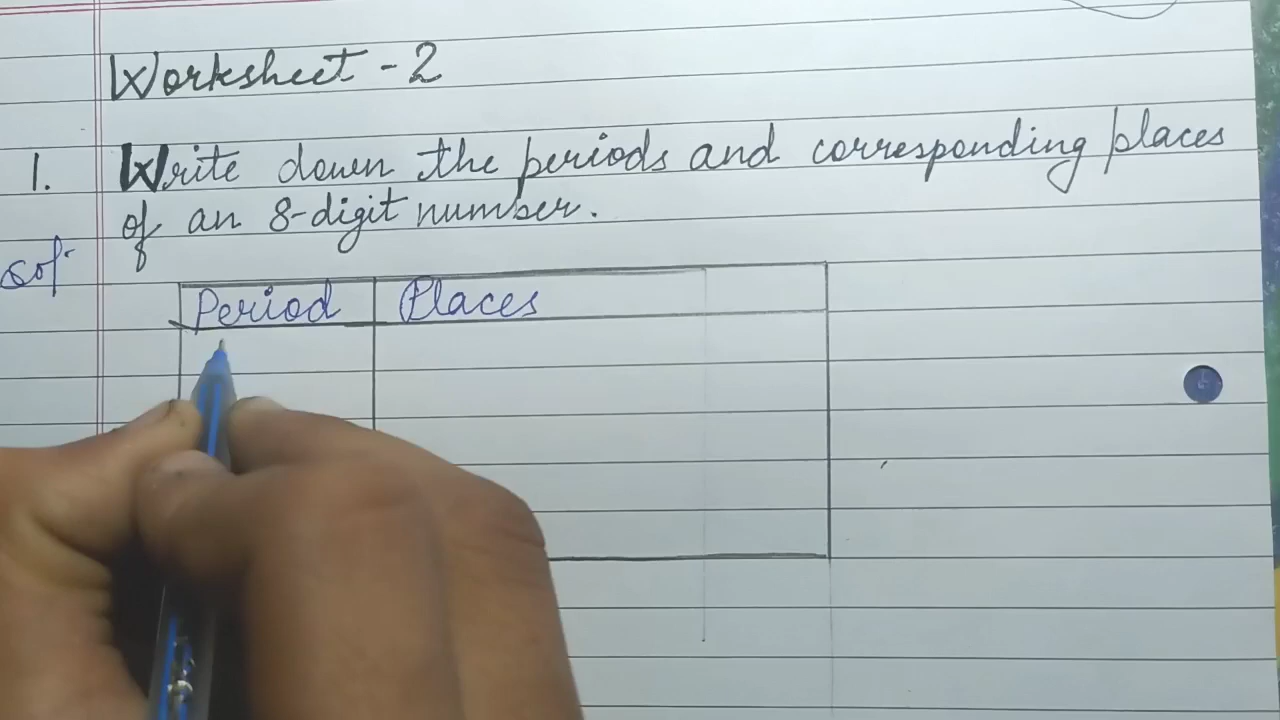 Worksheet - 2
1. Write down the periods and corresponding places
of an 8-digit number.
Sol.
Period Places